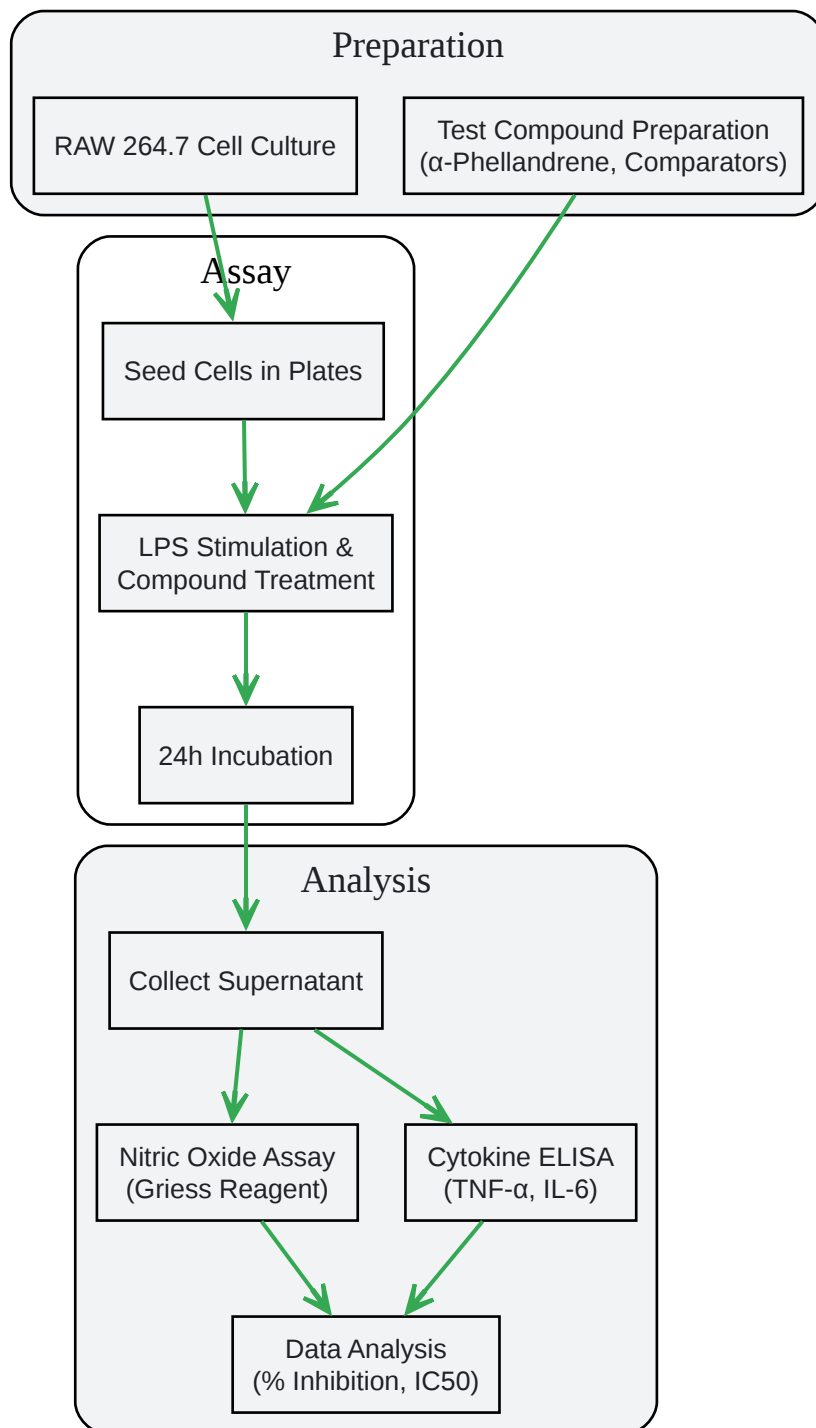 Preparation
RAW 264.7 Cell Culture
Test Compound Preparation
(α-Phellandrene, Comparators)
Assay
Seed Cells in Plates
LPS Stimulation &
Compound Treatment
24h Incubation
Analysis
Collect Supernatant
Nitric Oxide Assay
(Griess Reagent)
Cytokine ELISA
(TNF-α, IL-6)
Data Analysis
(% Inhibition, IC50)